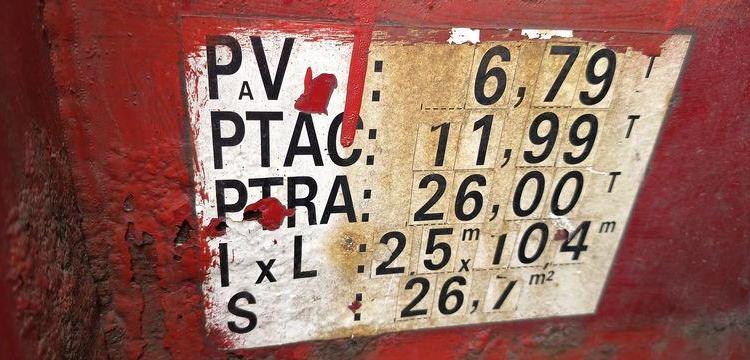 PAV : 6,79 T
PTAC: 11,99 T
PTRA: 26,00 T
l x L : 2.5 m x 10.4 m
S : 26,7 m²